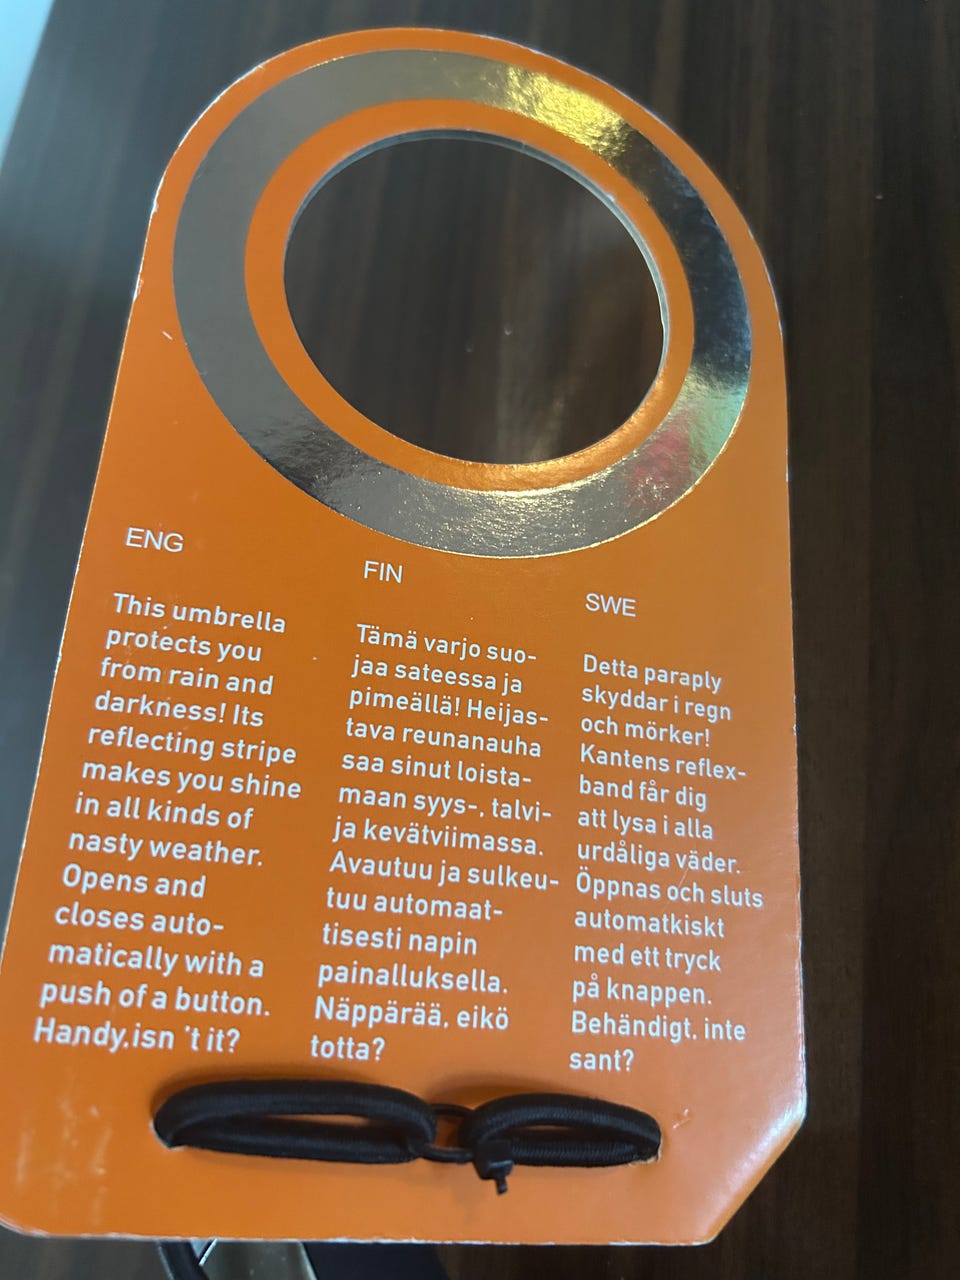 ENG
This umbrella
protects you
from rain and
darkness! Its
reflecting stripe
makes you shine
in all kinds of
nasty weather.
Opens and
closes auto-
matically with a
push of a button.
Handy,isn 't it?
FIN
Tämä varjo suo-
jaa sateessa ja
pimeällä! Heijas-
tava reunanauha
saa sinut loista-
maan syys-, talvi-
ja kevätviimassa.
Avautuu ja sulkeu-
tuu automaat-
tisesti napin
painalluksella.
Näppärää, eikö
totta?
SWE
Detta paraply
skyddar i regn
och mörker!
Kantens reflex-
band får dig
att lysa i alla
urdåliga väder.
Öppnas och sluts
automatkiskt
med ett tryck
på knappen.
Behändigt, inte
sant?